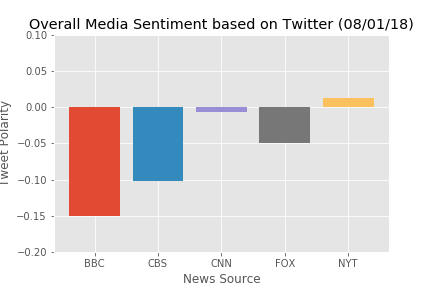 Overall Media Sentiment based on Twitter (08/01/18)
0.10
0.05
0.00
−0.05
−0.10
−0.15
−0.20
Tweet Polarity
BBC CBS CNN FOX NYT
News Source